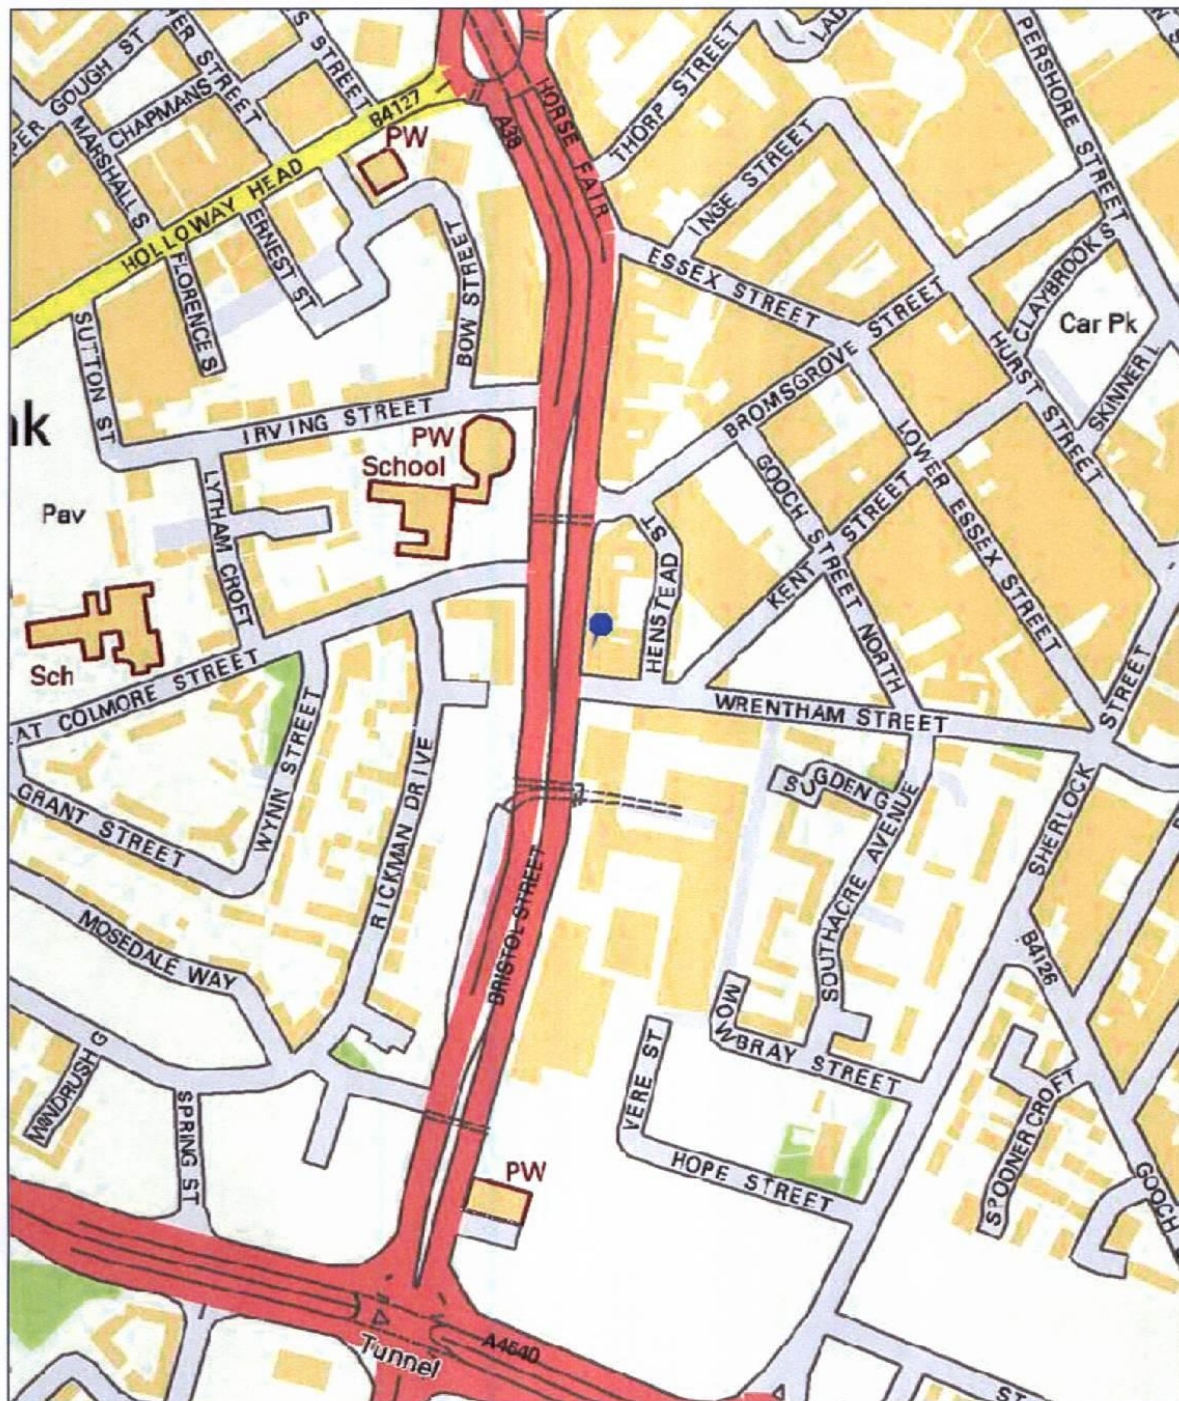 GOUGH ST
CHAPMANS
MARSHALL S
STREET
B4127
PW
HOLLOWAY HEAD
ERNEST ST
FLORENCE S
SUTTON ST
BOW STREET
IRVING STREET
A38
HORSE FAIR
THORP STREET
INGE STREET
ESSEX STREET
PERSHORE STREET
CLAYBROOK S
Car Pk
SKINNER L
HURST STREET
BROMSGROVE STREET
LOWER ESSEX STREET
GOOCH STREET NORTH
KENT STREET
HENSTEAD ST
PW
School
LYTHAM CROFT
Pav
Sch
AT COLMORE STREET
WYNN STREET
GRANT STREET
RICKMAN DRIVE
MOSEDALE WAY
BRISTOL STREET
WRENTHAM STREET
SUGDEN G
SOUTHACRE AVENUE
SHERLOCK
STREET
B4126
MOWBRAY STREET
VERE ST
HOPE STREET
SPOONER CROFT
GOOCH
SPRING ST
PW
A4540
Tunnel
ST